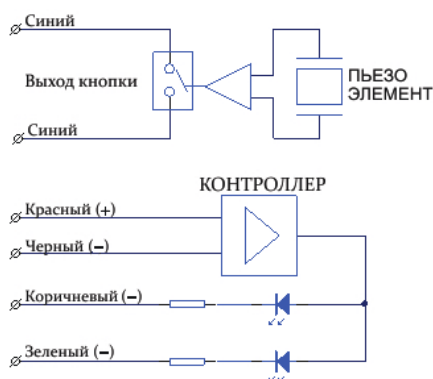 Синий
Выход кнопки
ПЬЕЗО
ЭЛЕМЕНТ
Синий
КОНТРОЛЛЕР
Красный (+)
Черный (−)
Коричневый (−)
Зеленый (−)